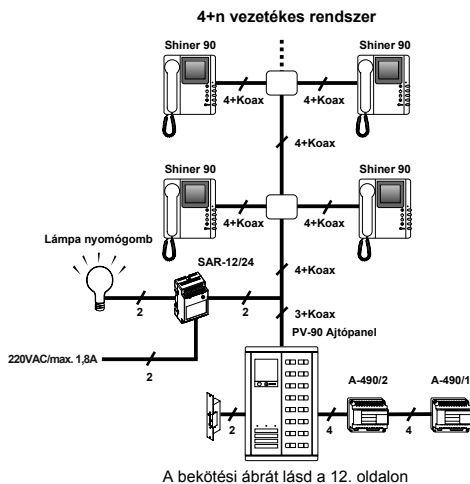 4+n vezetékes rendszer
Shiner 90
Shiner 90
4+Koax
4+Koax
4+Koax
Shiner 90
Shiner 90
4+Koax
4+Koax
Lámpa nyomógomb
SAR-12/24
4+Koax
2
2
3+Koax
PV-90 Ajtópanel
220VAC/max. 1,8A
2
A-490/2
A-490/1
2
4
4
A bekötési ábrát lásd a 12. oldalon